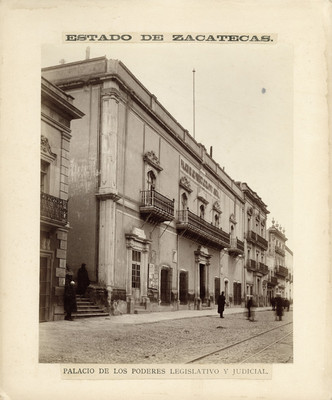 ESTADO DE ZACATECAS.
PALACIO DE LOS PODERES LEGISLATIVO Y JUDICIAL.